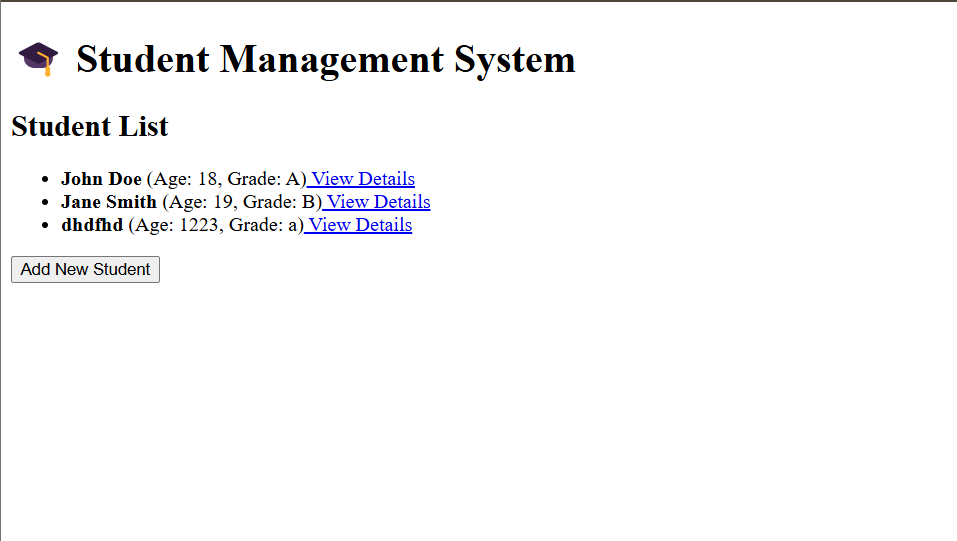 🎓 Student Management System
Student List
• John Doe (Age: 18, Grade: A) View Details
• Jane Smith (Age: 19, Grade: B) View Details
• dhdfhd (Age: 1223, Grade: a) View Details
Add New Student